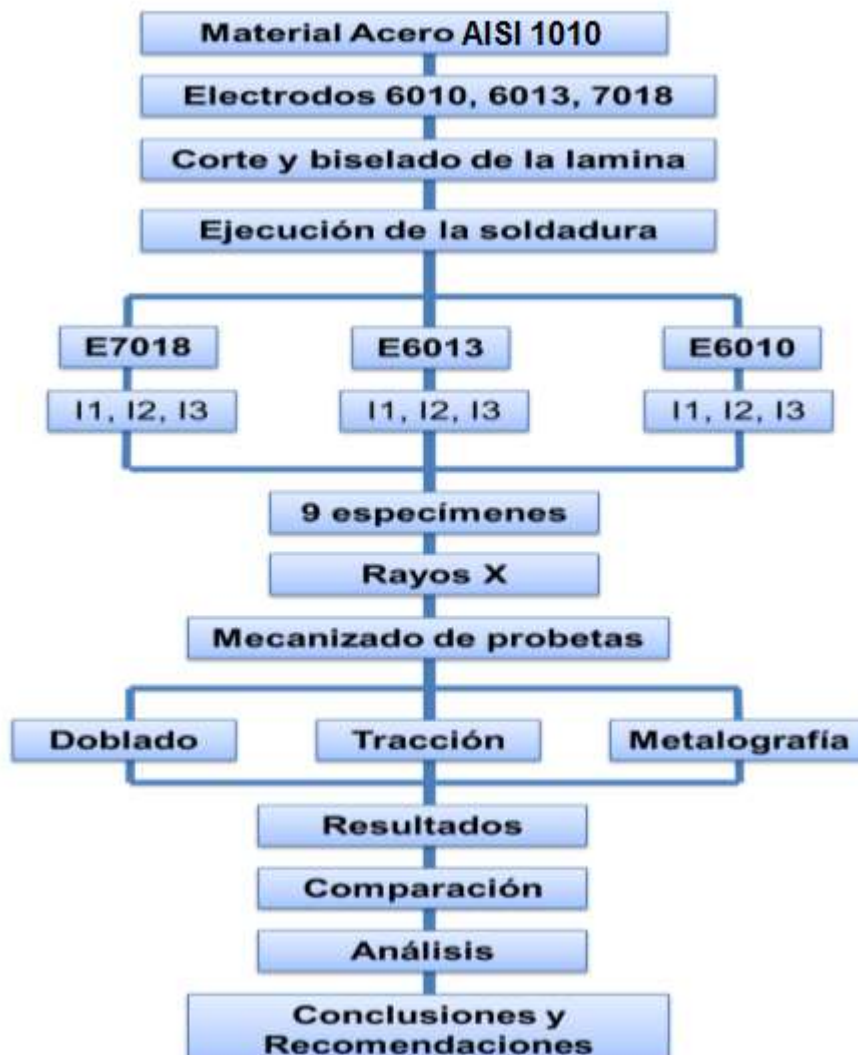 Material Acero AISI 1010
Electrodos 6010, 6013, 7018
Corte y biselado de la lamina
Ejecución de la soldadura
E7018
E6013
E6010
I1, I2, I3
I1, I2, I3
I1, I2, I3
9 especímenes
Rayos X
Mecanizado de probetas
Doblado
Tracción
Metalografía
Resultados
Comparación
Análisis
Conclusiones y
Recomendaciones